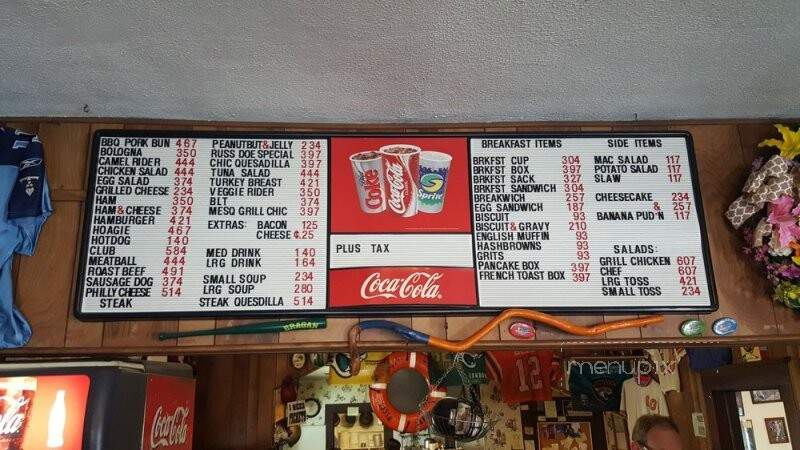 BBQ PORK BUN 467
BOLOGNA 350
CAMEL RIDER 444
CHICKEN SALAD 444
EGG SALAD 374
GRILLED CHEESE 234
HAM 350
HAM & CHEESE 374
HAMBURGER 421
HOAGIE 467
HOTDOG 140
CLUB 584
MEATBALL 444
ROAST BEEF 491
SAUSAGE DOG 374
PHILLY CHEESE 514
STEAK
PEANUTBUT & JELLY 234
RUSS DOE SPECIAL 397
CHIC QUESADILLA 397
TUNA SALAD 444
TURKEY BREAST 421
VEGGIE RIDER 350
BLT 374
MESQ GRILL CHIC 397
EXTRAS: BACON 125
CHEESE ¢.25
MED DRINK 140
LRG DRINK 164
SMALL SOUP 234
LRG SOUP 280
STEAK QUESDILLA 514
Coke
Coca-Cola
Sprite
PLUS TAX
Coca-Cola
BREAKFAST ITEMS
BRKFST CUP 304
BRKFST BOX 397
BRKFST SACK 327
BRKFST SANDWICH 304
BREAKWICH 257
EGG SANDWICH 187
BISCUIT 93
BISCUIT & GRAVY 210
ENGLISH MUFFIN 93
HASHBROWNS 93
GRITS 93
PANCAKE BOX 397
FRENCH TOAST BOX 397
SIDE ITEMS
MAC SALAD 117
POTATO SALAD 117
SLAW 117
CHEESECAKE 234
& 257
BANANA PUD'N 117
SALADS:
GRILL CHICKEN 607
CHEF 607
LRG TOSS 421
SMALL TOSS 234
BRAGAN
menupix
12
Coca-Cola
Coca-Cola